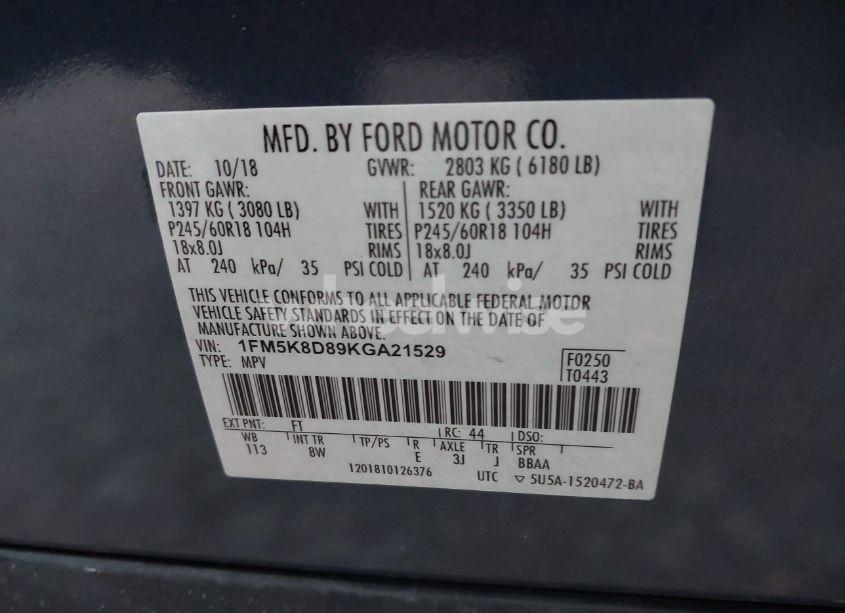 MFD. BY FORD MOTOR CO.
DATE: 10/18 GVWR: 2803 KG ( 6180 LB)
FRONT GAWR: REAR GAWR:
1397 KG ( 3080 LB) WITH 1520 KG ( 3350 LB) WITH
P245/60R18 104H TIRES P245/60R18 104H TIRES
18x8.0J RIMS 18x8.0J RIMS
AT 240 kPa/ 35 PSI COLD AT 240 kPa/ 35 PSI COLD
THIS VEHICLE CONFORMS TO ALL APPLICABLE FEDERAL MOTOR
VEHICLE SAFETY STANDARDS IN EFFECT ON THE DATE OF
MANUFACTURE SHOWN ABOVE.
VIN: 1FM5K8D89KGA21529 F0250
TYPE: MPV T0443
EXT PNT: FT RC: 44 DSO:
WB INT TR TP/PS R AXLE TR SPR
113 8W E 3J J BBAA
1201810126376 UTC ▽ 5U5A-1520472-BA